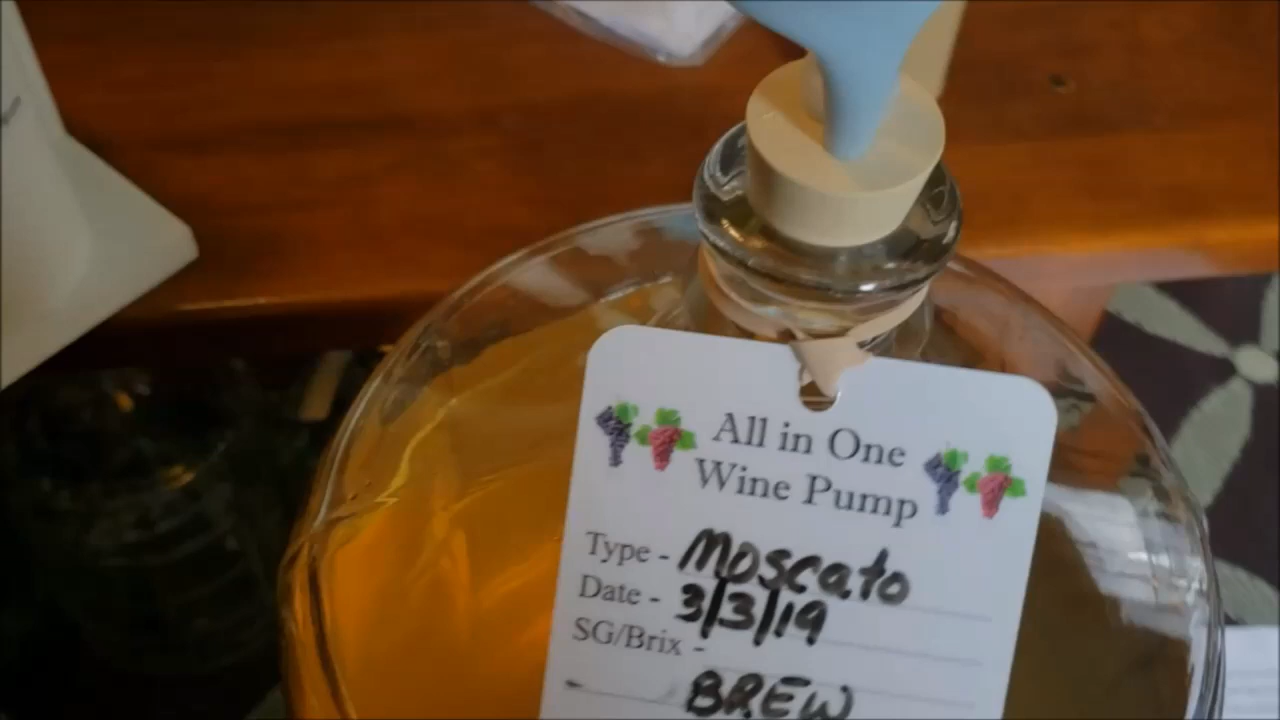 All in One
Wine Pump
Type - Moscato
Date - 3/3/19
SG/Brix -
BREW